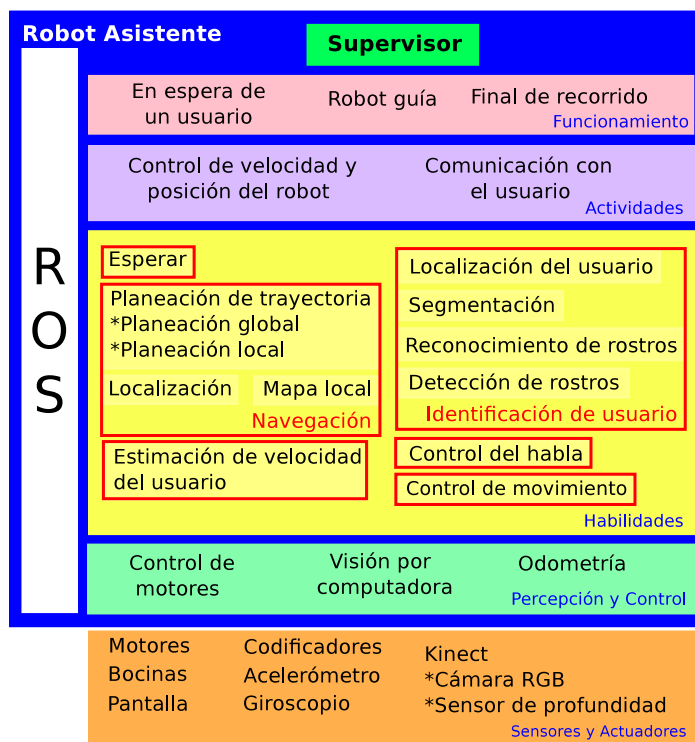 Robot Asistente
Supervisor
ROS
En espera de
un usuario
Robot guía
Final de recorrido
Funcionamiento
Control de velocidad y
posición del robot
Comunicación con
el usuario
Actividades
Esperar
Planeación de trayectoria
*Planeación global
*Planeación local
Localización
Mapa local
Navegación
Estimación de velocidad
del usuario
Localización del usuario
Segmentación
Reconocimiento de rostros
Detección de rostros
Identificación de usuario
Control del habla
Control de movimiento
Habilidades
Control de
motores
Visión por
computadora
Odometría
Percepción y Control
Motores
Bocinas
Pantalla
Codificadores
Acelerómetro
Giroscopio
Kinect
*Cámara RGB
*Sensor de profundidad
Sensores y Actuadores